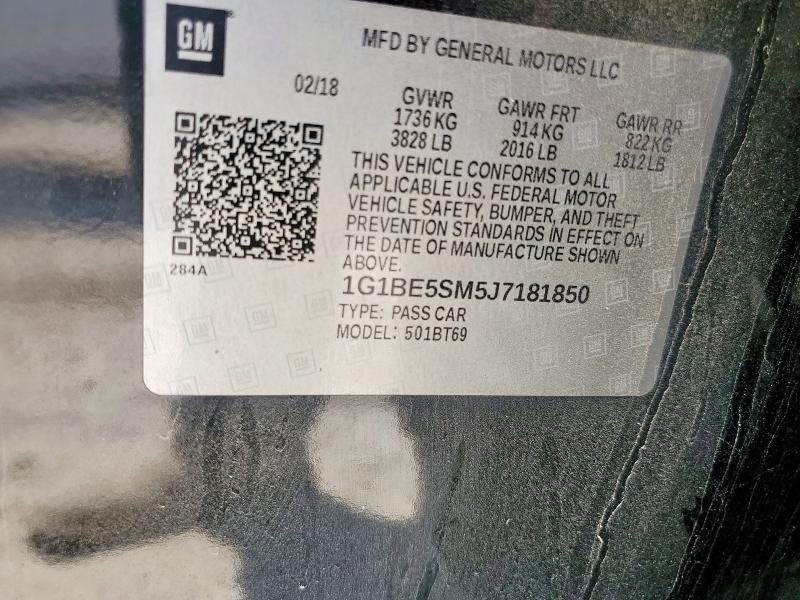 GM
MFD BY GENERAL MOTORS LLC
02/18
GVWR
1736 KG
3828 LB
GAWR FRT
914 KG
2016 LB
GAWR RR
822 KG
1812 LB
THIS VEHICLE CONFORMS TO ALL
APPLICABLE U.S. FEDERAL MOTOR
VEHICLE SAFETY, BUMPER, AND THEFT
PREVENTION STANDARDS IN EFFECT ON
THE DATE OF MANUFACTURE SHOWN
ABOVE.
284A
1G1BE5SM5J7181850
TYPE: PASS CAR
MODEL: 501BT69